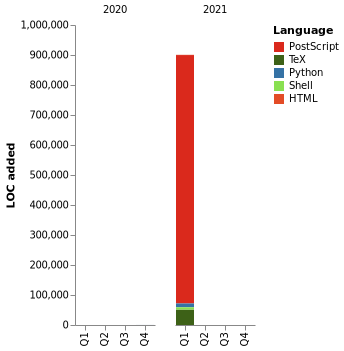 2020
2021
LOC added
1,000,000
900,000
800,000
700,000
600,000
500,000
400,000
300,000
200,000
100,000
0
Q1
Q2
Q3
Q4
Q1
Q2
Q3
Q4
Language
PostScript
TeX
Python
Shell
HTML